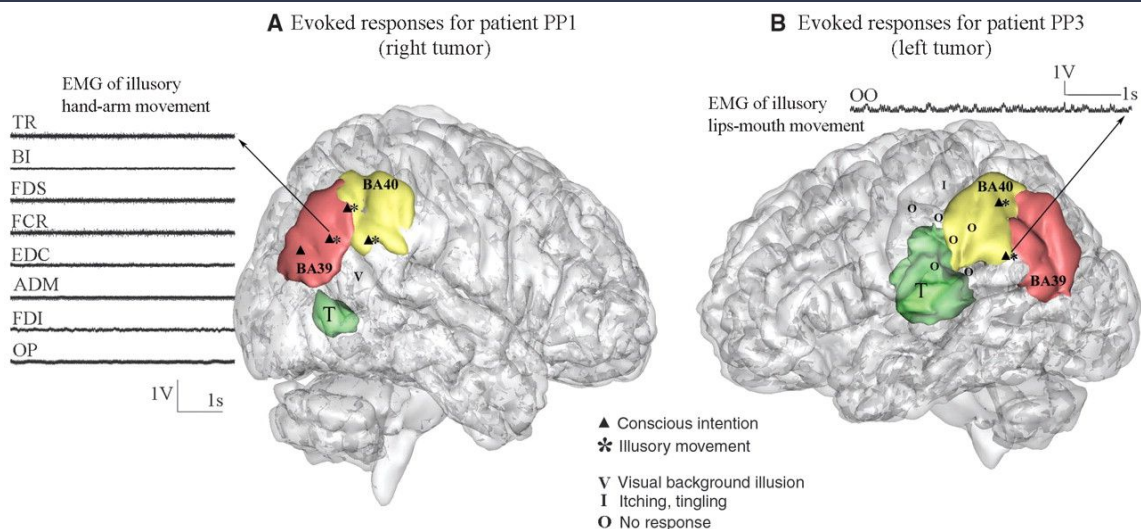 A Evoked responses for patient PP1
(right tumor)
EMG of illusory
hand-arm movement
TR
BI
FDS
FCR
EDC
ADM
FDI
OP
1V
1s
BA40
BA39
V
T
B Evoked responses for patient PP3
(left tumor)
1V
1s
EMG of illusory
lips-mouth movement
OO
I
BA40
O
O
O
O
O
O
T
BA39
▲ Conscious intention
* Illusory movement
V Visual background illusion
I Itching, tingling
O No response